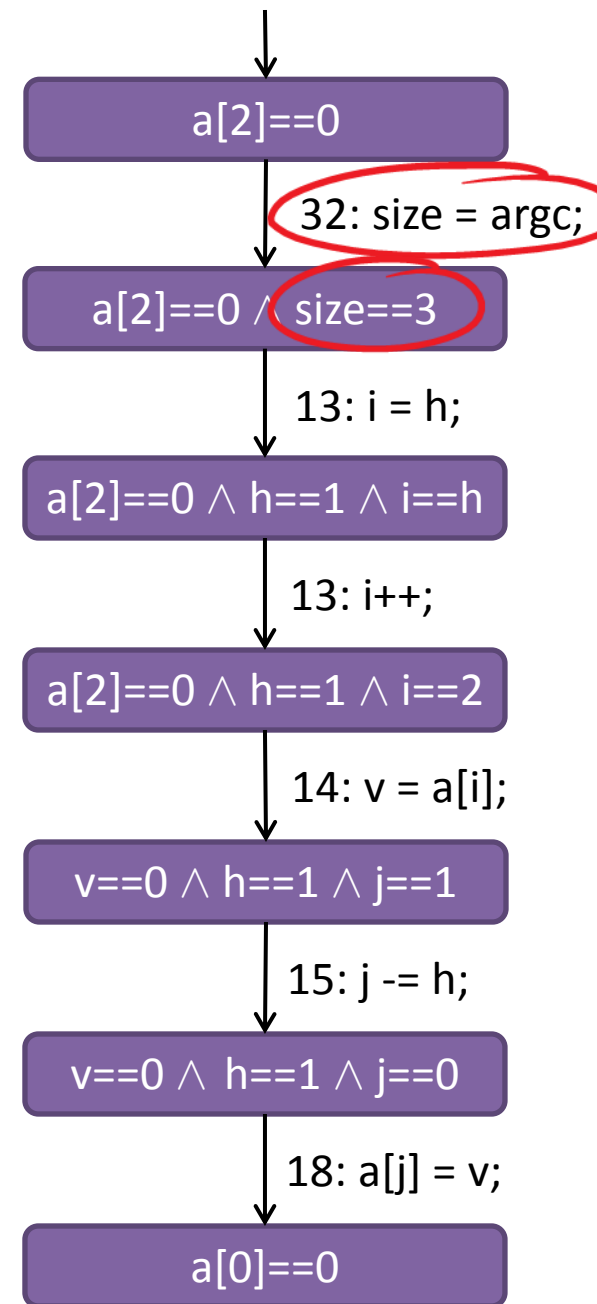 a[2]==0
32: size = argc;
a[2]==0 ∧ size==3
13: i = h;
a[2]==0 ∧ h==1 ∧ i==h
13: i++;
a[2]==0 ∧ h==1 ∧ i==2
14: v = a[i];
v==0 ∧ h==1 ∧ j==1
15: j -= h;
v==0 ∧ h==1 ∧ j==0
18: a[j] = v;
a[0]==0